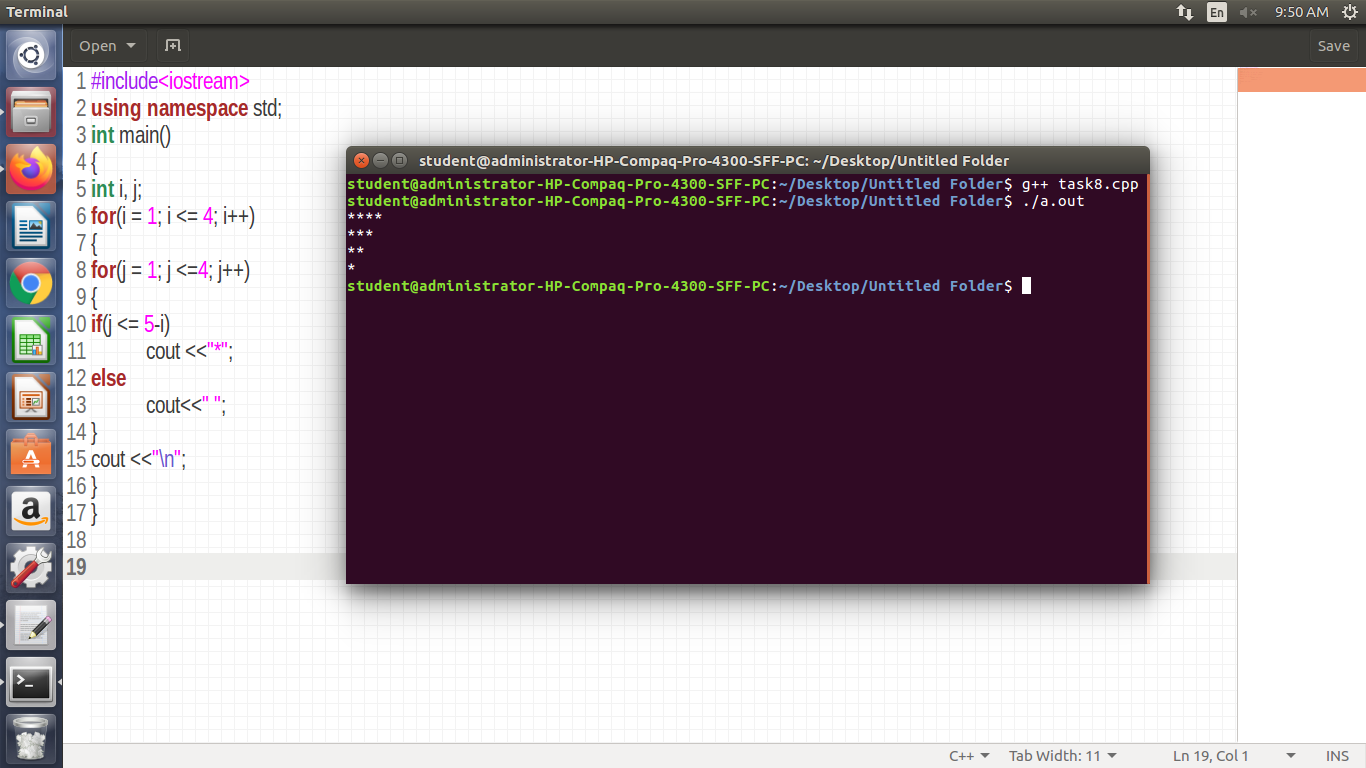 Terminal
En
9:50 AM
Open
Save
1 #include<iostream>
2 using namespace std;
3 int main()
4 {
5 int i, j;
6 for(i = 1; i <= 4; i++)
7 {
8 for(j = 1; j <=4; j++)
9 {
10 if(j <= 5-i)
11 cout <<"*";
12 else
13 cout<<" ";
14 }
15 cout <<"\n";
16 }
17 }
18
19
student@administrator-HP-Compaq-Pro-4300-SFF-PC: ~/Desktop/Untitled Folder
student@administrator-HP-Compaq-Pro-4300-SFF-PC:~/Desktop/Untitled Folder$ g++ task8.cpp
student@administrator-HP-Compaq-Pro-4300-SFF-PC:~/Desktop/Untitled Folder$ ./a.out
****
***
**
*
student@administrator-HP-Compaq-Pro-4300-SFF-PC:~/Desktop/Untitled Folder$
C++
Tab Width: 11
Ln 19, Col 1
INS